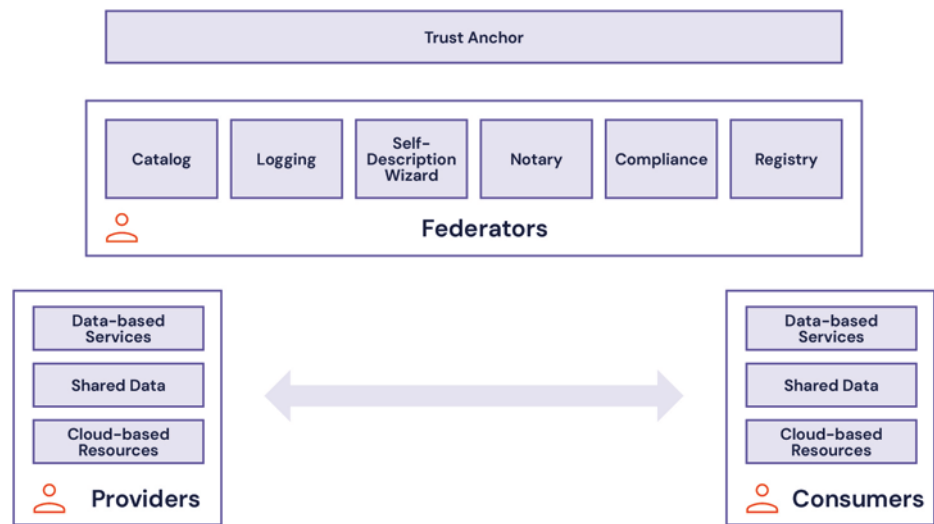 Trust Anchor
Catalog
Logging
Self-
Description
Wizard
Notary
Compliance
Registry
Federators
Data-based
Services
Shared Data
Cloud-based
Resources
Providers
Data-based
Services
Shared Data
Cloud-based
Resources
Consumers